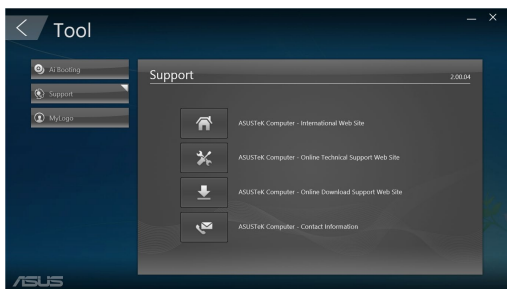 Tool
Ai Booting
Support
MyLogo
Support
2.00.04
ASUSTeK Computer - International Web Site
ASUSTeK Computer - Online Technical Support Web Site
ASUSTeK Computer - Online Download Support Web Site
ASUSTeK Computer - Contact Information
ASUS